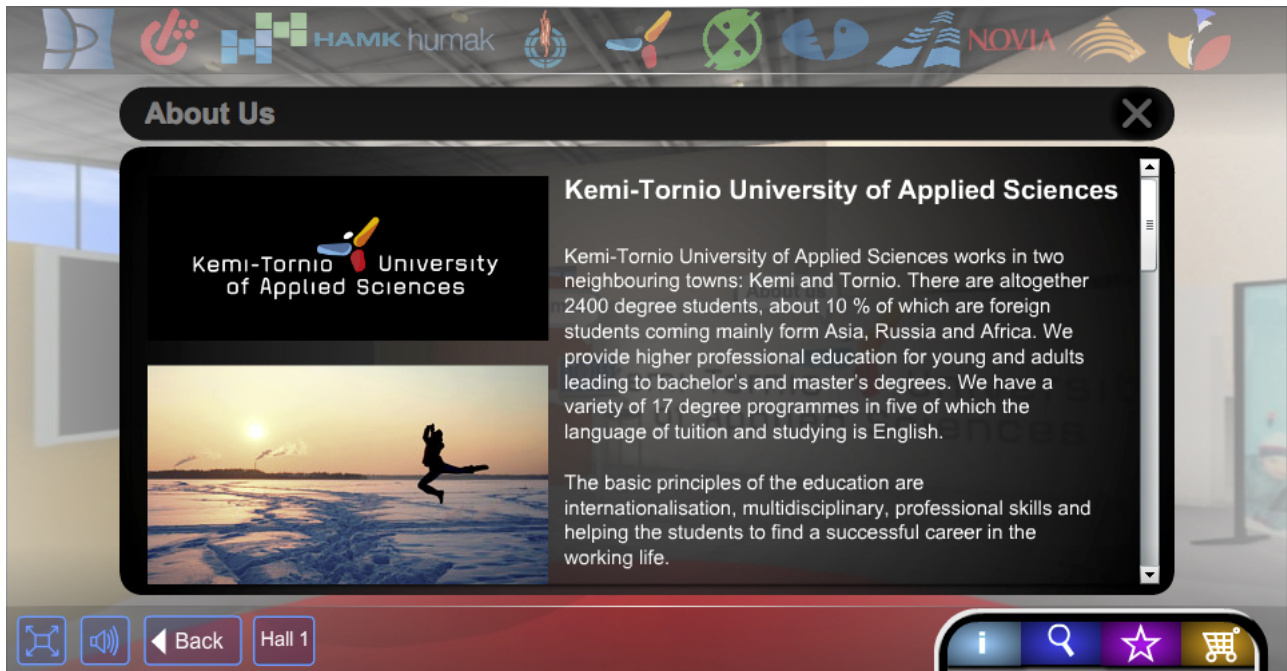 HAMK humak
NOVIA
About Us
Kemi-Tornio University
of Applied Sciences
Kemi-Tornio University of Applied Sciences
Kemi-Tornio University of Applied Sciences works in two
neighbouring towns: Kemi and Tornio. There are altogether
2400 degree students, about 10 % of which are foreign
students coming mainly form Asia, Russia and Africa. We
provide higher professional education for young and adults
leading to bachelor's and master's degrees. We have a
variety of 17 degree programmes in five of which the
language of tuition and studying is English.
The basic principles of the education are
internationalisation, multidisciplinary, professional skills and
helping the students to find a successful career in the
working life.
Back
Hall 1
i